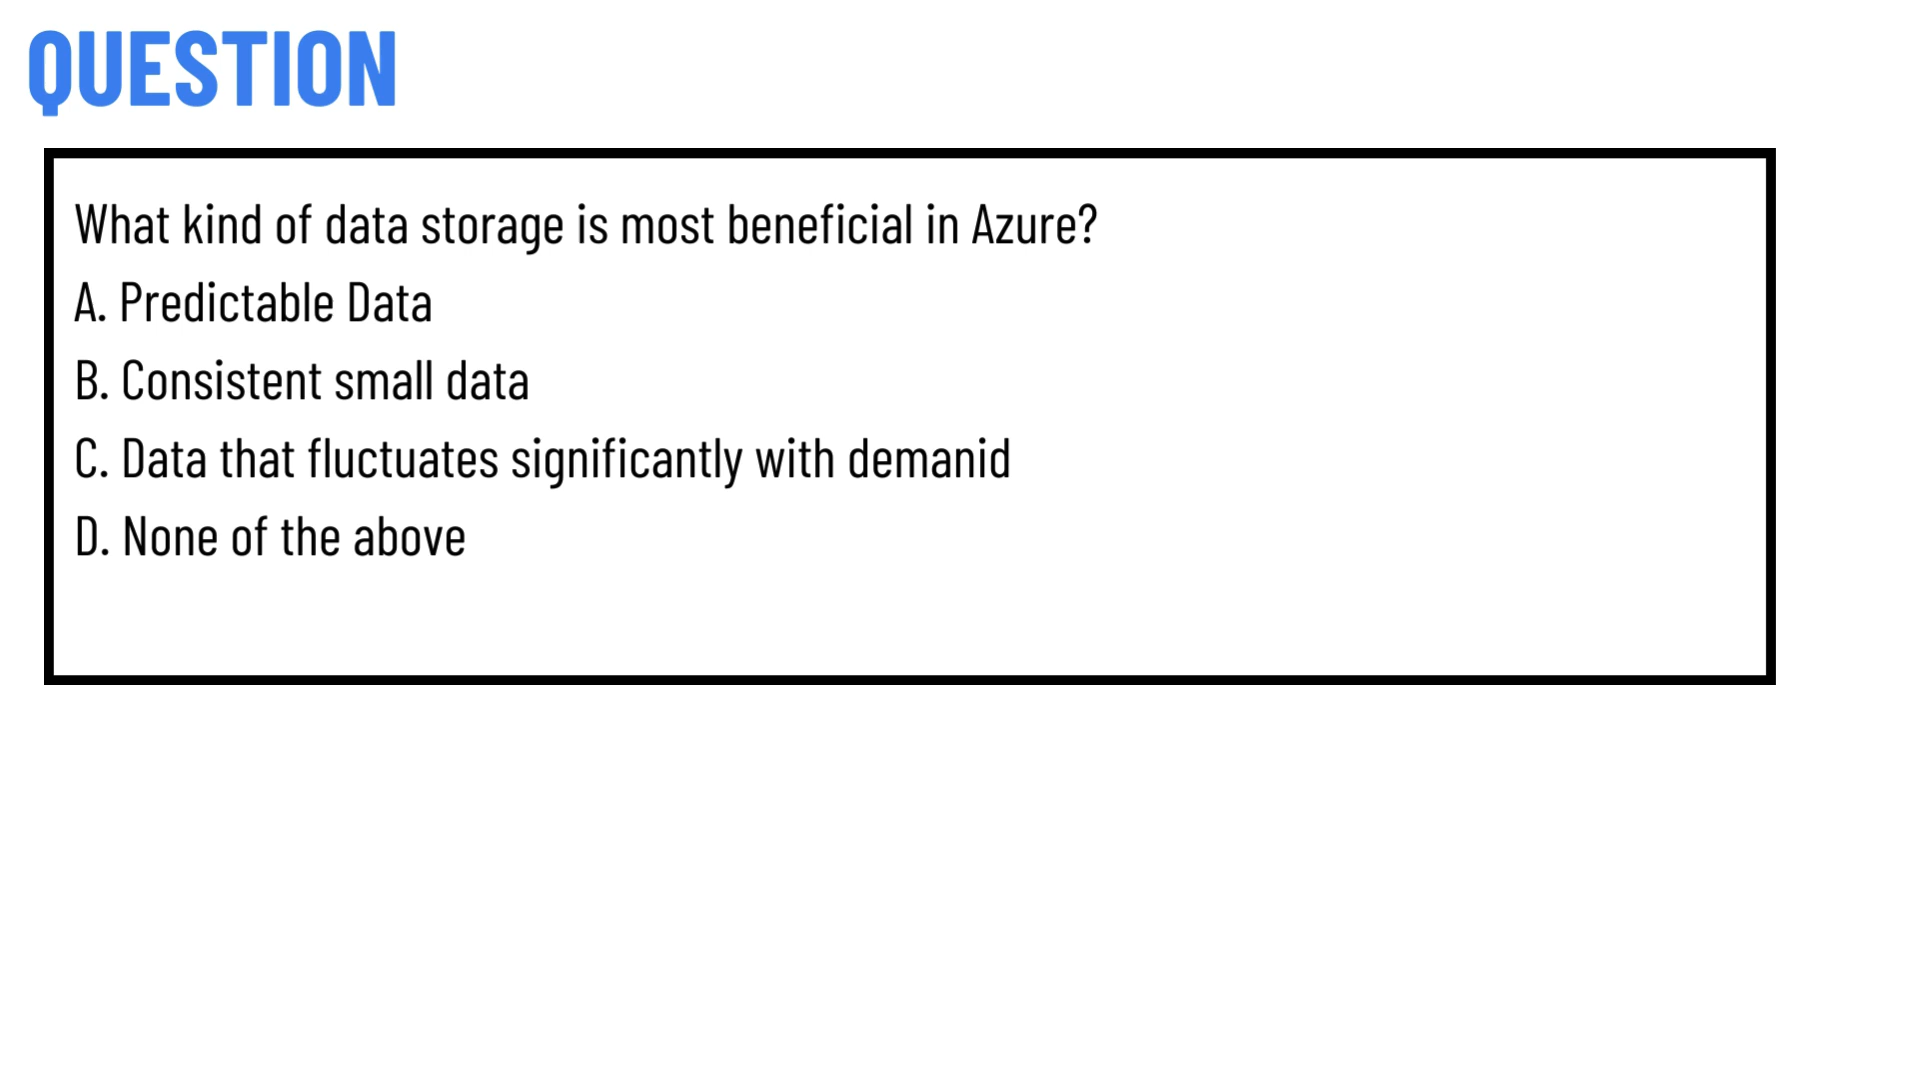 QUESTION
What kind of data storage is most beneficial in Azure?
A. Predictable Data
B. Consistent small data
C. Data that fluctuates significantly with demanid
D. None of the above